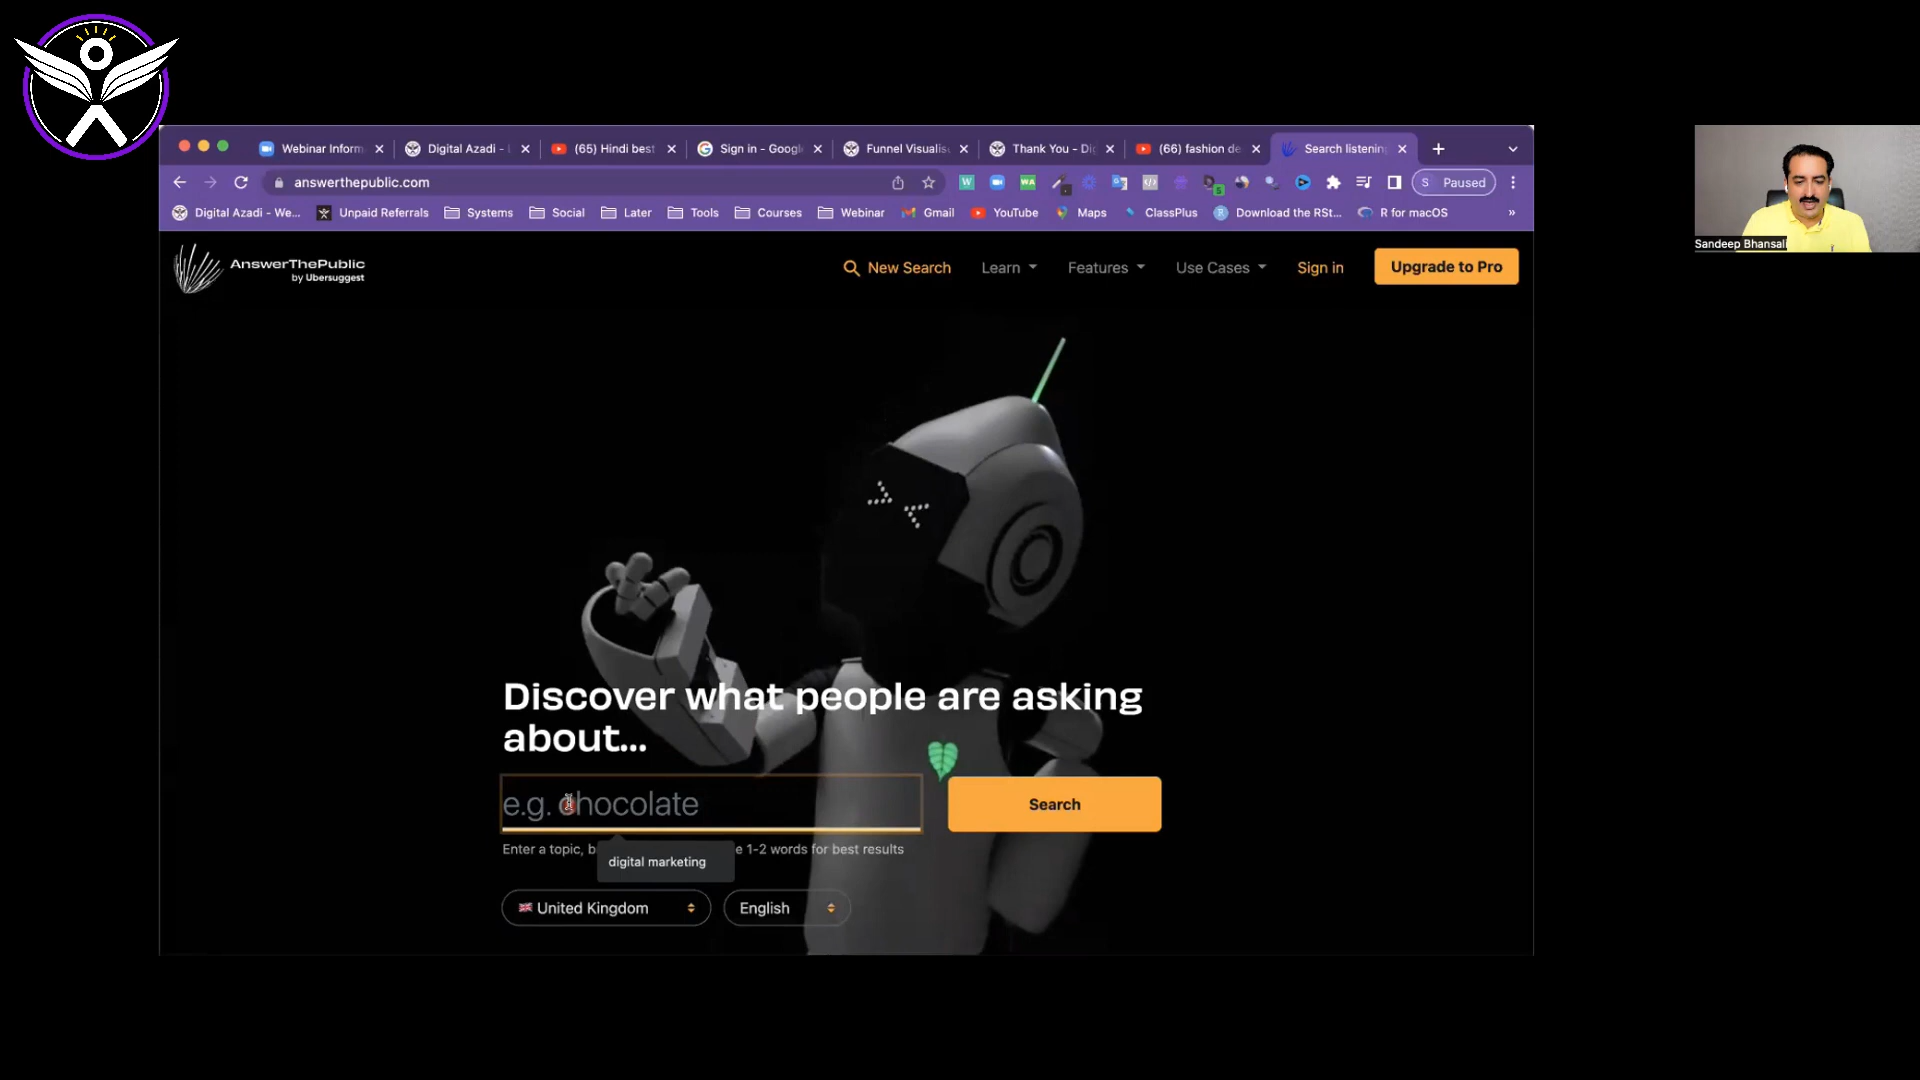 Webinar Inform
Digital Azadi -
(65) Hindi best
Sign in - Googl
Funnel Visualis
Thank You - Di
(66) fashion de
Search listenin
answerthepublic.com
S Paused
Digital Azadi - We...
Unpaid Referrals
Systems
Social
Later
Tools
Courses
Webinar
Gmail
YouTube
Maps
ClassPlus
Download the RSt...
R for macOS
»
Sandeep Bhansali
AnswerThePublic
by Ubersuggest
New Search
Learn
Features
Use Cases
Sign in
Upgrade to Pro
Discover what people are asking
about...
e.g. chocolate
Search
Enter a topic, b
e 1-2 words for best results
digital marketing
United Kingdom
English